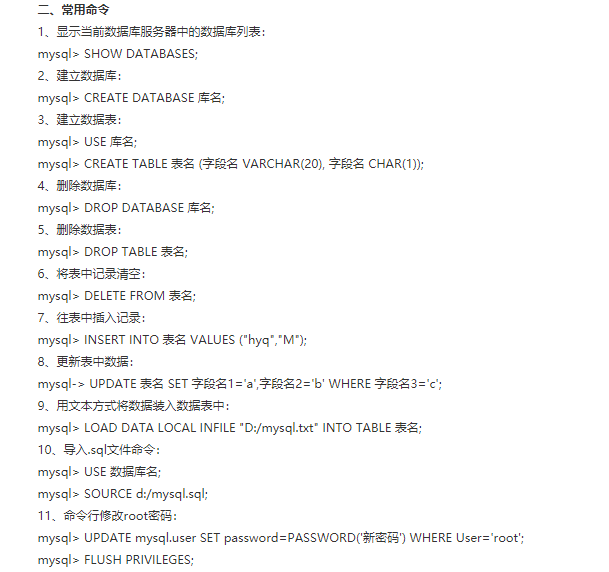 二、常用命令
1、显示当前数据库服务器中的数据库列表：
mysql> SHOW DATABASES;
2、建立数据库：
mysql> CREATE DATABASE 库名;
3、建立数据表：
mysql> USE 库名;
mysql> CREATE TABLE 表名 (字段名 VARCHAR(20), 字段名 CHAR(1));
4、删除数据库：
mysql> DROP DATABASE 库名;
5、删除数据表：
mysql> DROP TABLE 表名;
6、将表中记录清空：
mysql> DELETE FROM 表名;
7、往表中插入记录：
mysql> INSERT INTO 表名 VALUES ("hyq","M");
8、更新表中数据：
mysql-> UPDATE 表名 SET 字段名1='a',字段名2='b' WHERE 字段名3='c';
9、用文本方式将数据装入数据表中：
mysql> LOAD DATA LOCAL INFILE "D:/mysql.txt" INTO TABLE 表名;
10、导入.sql文件命令：
mysql> USE 数据库名;
mysql> SOURCE d:/mysql.sql;
11、命令行修改root密码：
mysql> UPDATE mysql.user SET password=PASSWORD('新密码') WHERE User='root';
mysql> FLUSH PRIVILEGES;